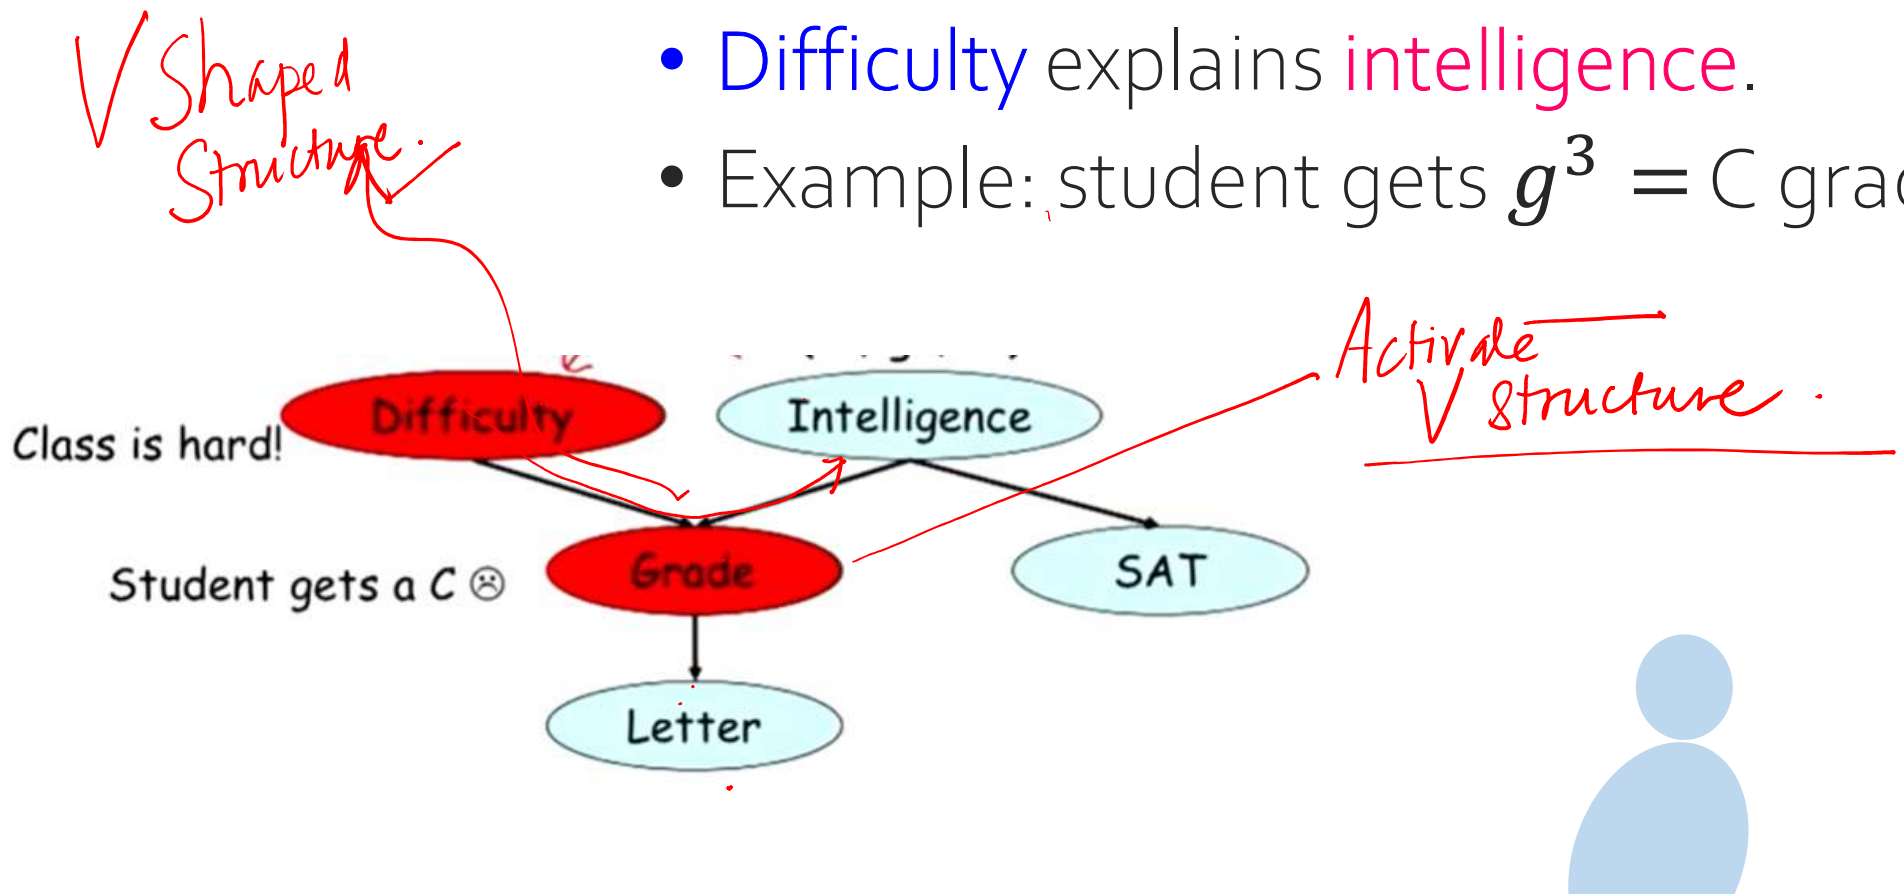 V Shaped
Structure.
• Difficulty explains intelligence.
• Example: student gets g³ = C grad
Activate
V structure.
Difficulty
Intelligence
Class is hard!
Grade
SAT
Student gets a C ☹
Letter